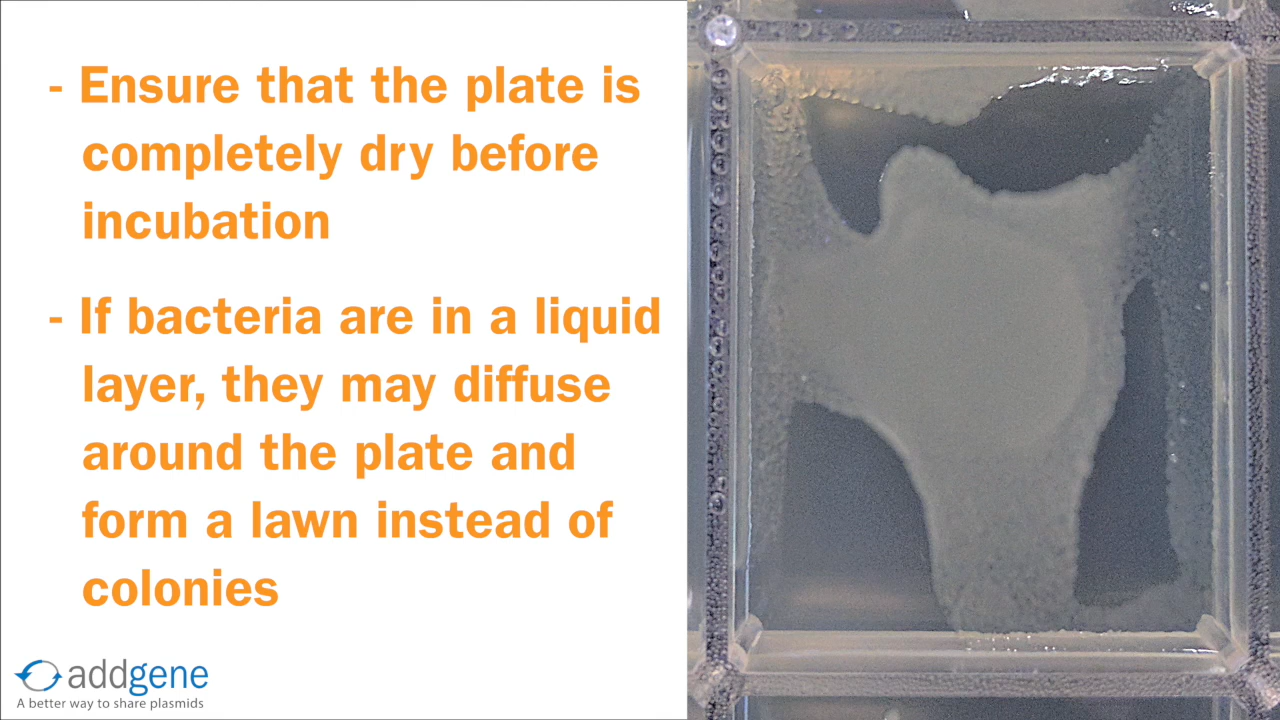 - Ensure that the plate is
completely dry before
incubation
- If bacteria are in a liquid
layer, they may diffuse
around the plate and
form a lawn instead of
colonies
addgene
A better way to share plasmids